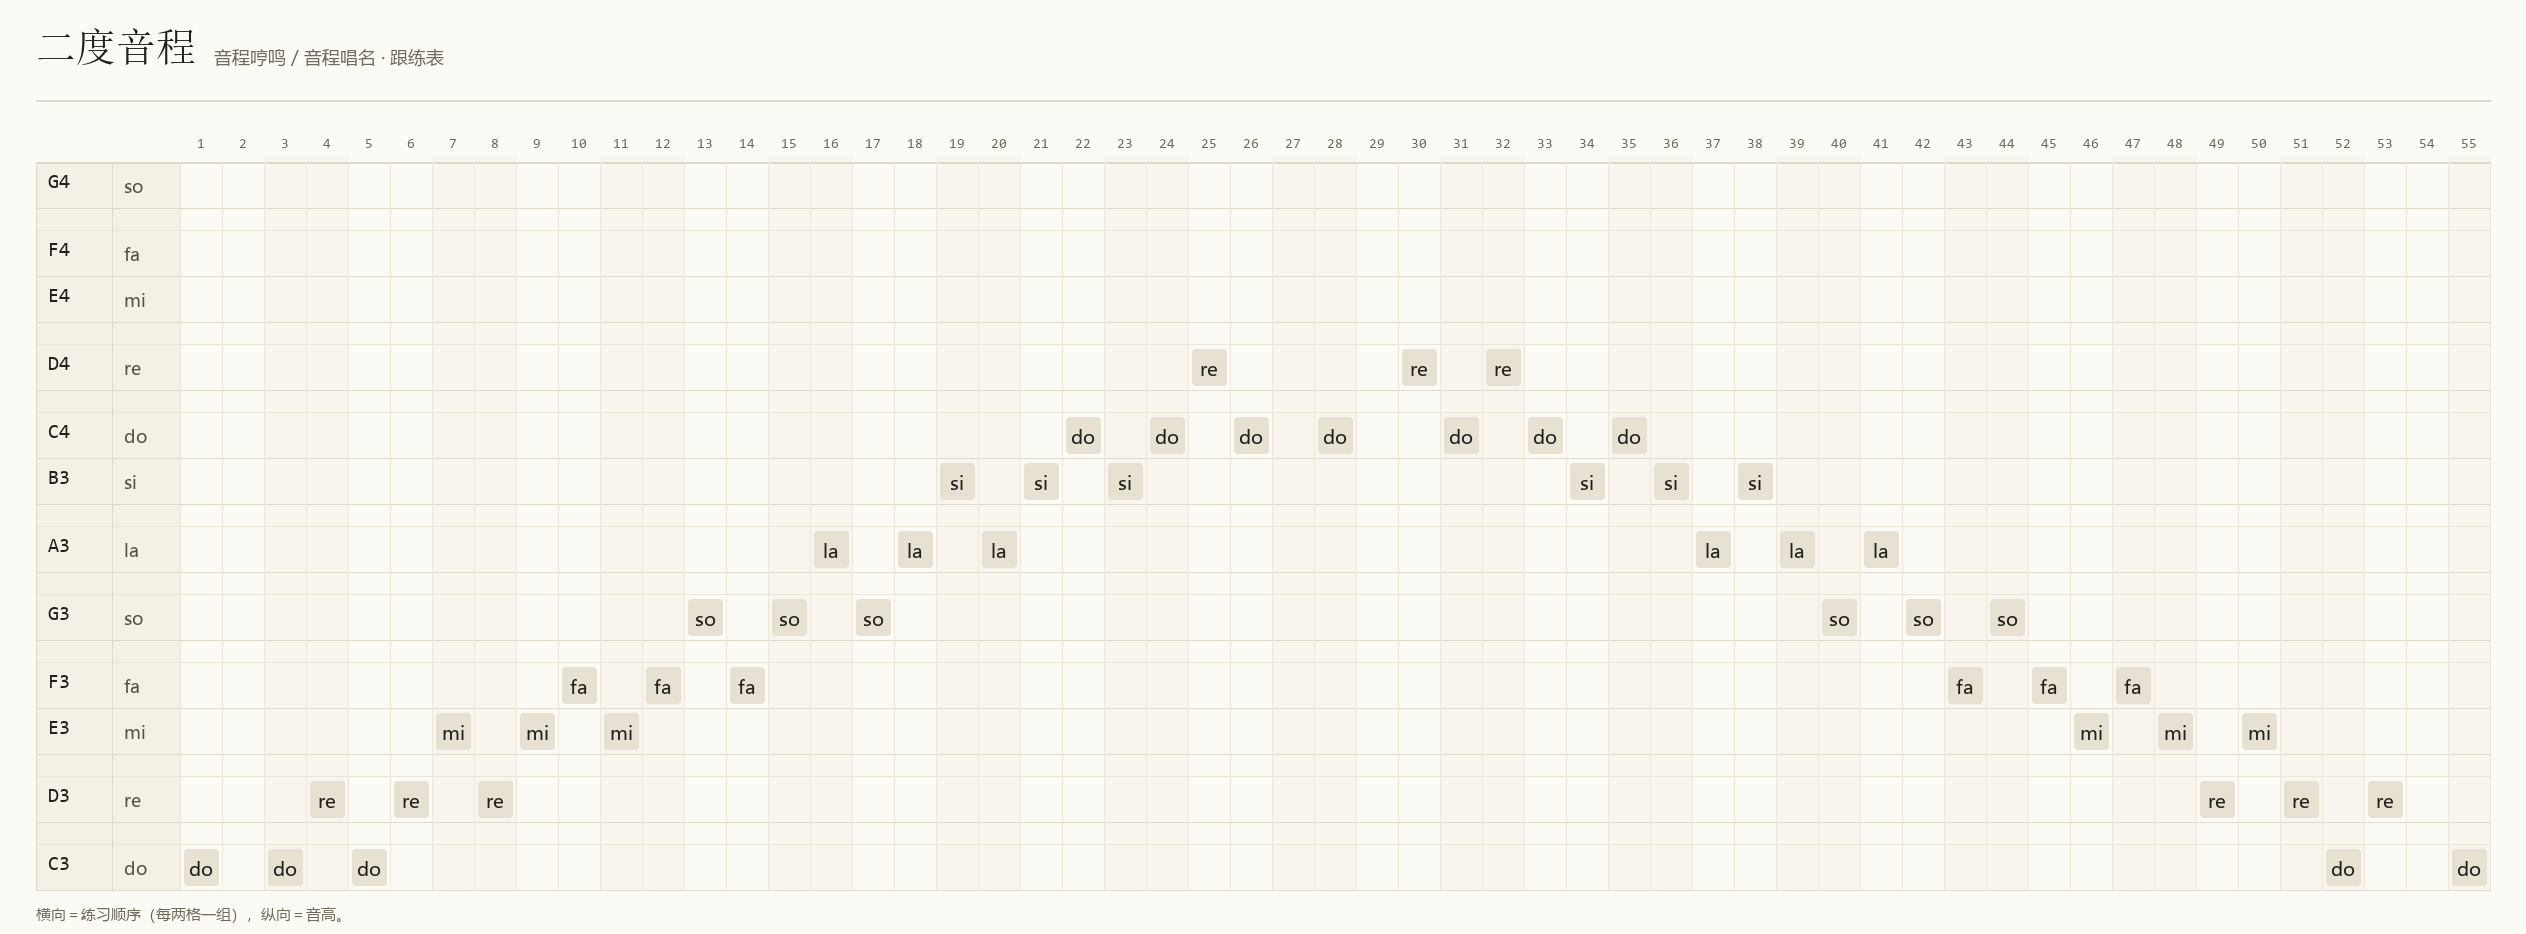 二度音程 音程哼鸣 / 音程唱名 · 跟练表
1 2 3 4 5 6 7 8 9 10 11 12 13 14 15 16 17 18 19 20 21 22 23 24 25 26 27 28 29 30 31 32 33 34 35 36 37 38 39 40 41 42 43 44 45 46 47 48 49 50 51 52 53 54 55
G4 so
F4 fa
E4 mi
D4 re re re re
C4 do do do do do do do do
B3 si si si si si si si
A3 la la la la la la la
G3 so so so so so so so
F3 fa fa fa fa fa fa fa
E3 mi mi mi mi mi mi mi
D3 re re re re re re re
C3 do do do do do do
横向=练习顺序（每两格一组），纵向=音高。